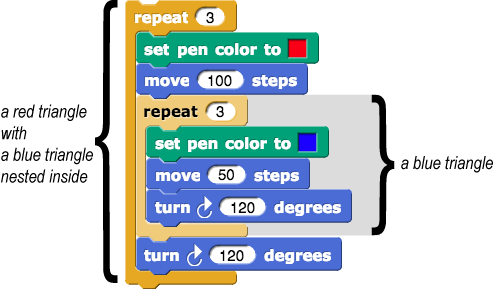 repeat 3
set pen color to
move 100 steps
a red triangle
with
a blue triangle
nested inside
repeat 3
set pen color to
move 50 steps
turn 120 degrees
a blue triangle
turn 120 degrees